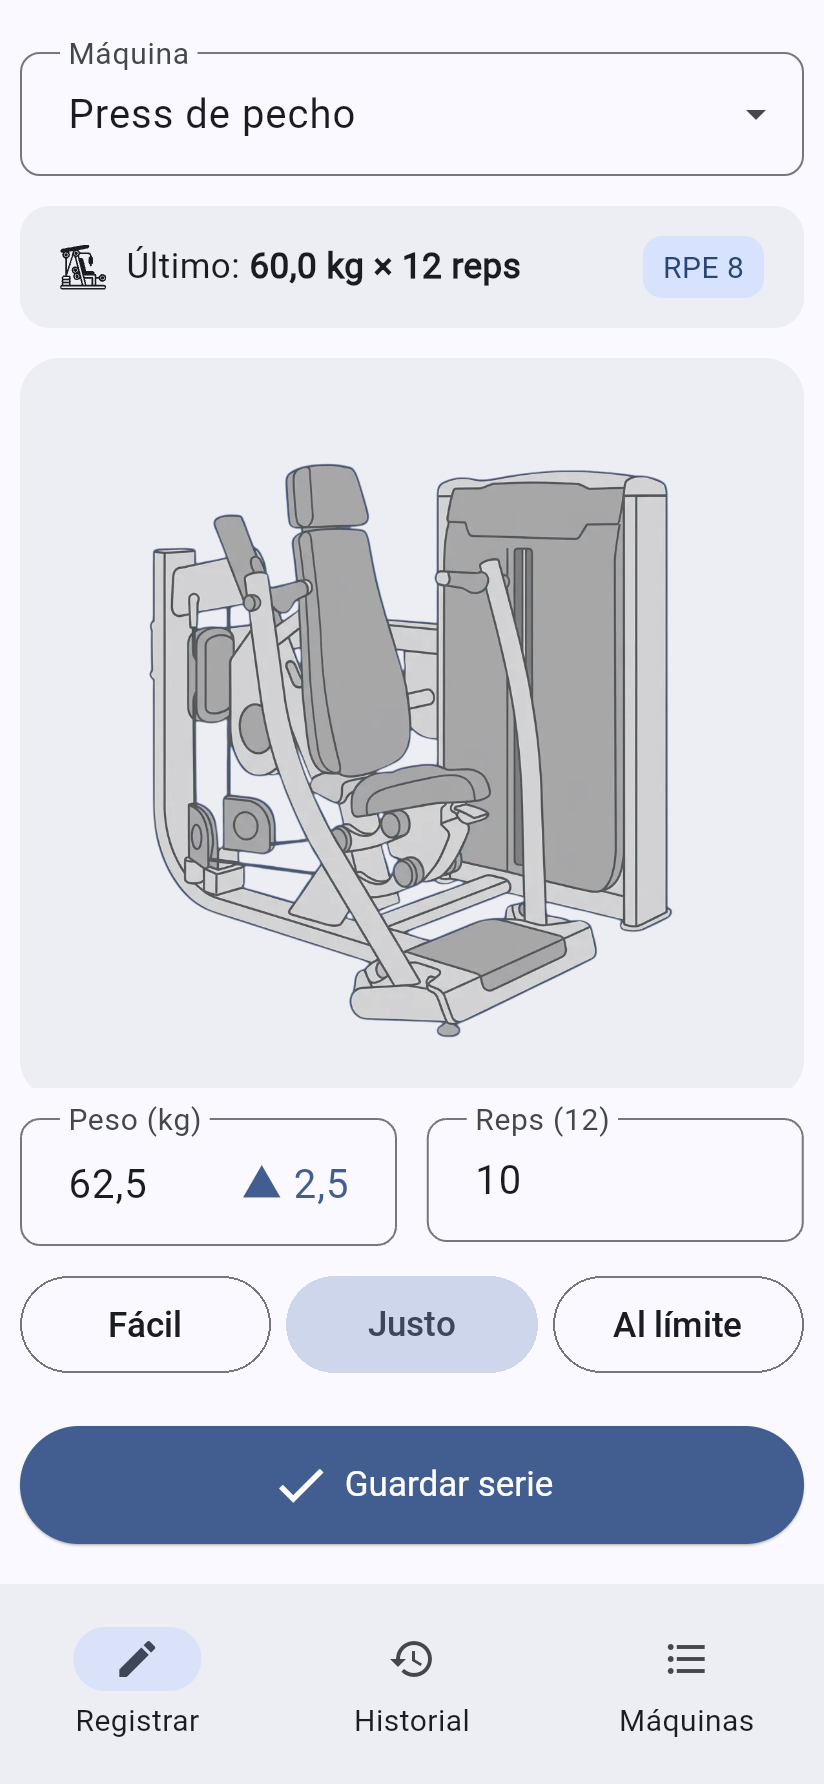 Máquina
Press de pecho
Último: 60,0 kg × 12 reps
RPE 8
Peso (kg)
62,5 ▲ 2,5
Reps (12)
10
Fácil
Justo
Al límite
Guardar serie
Registrar
Historial
Máquinas